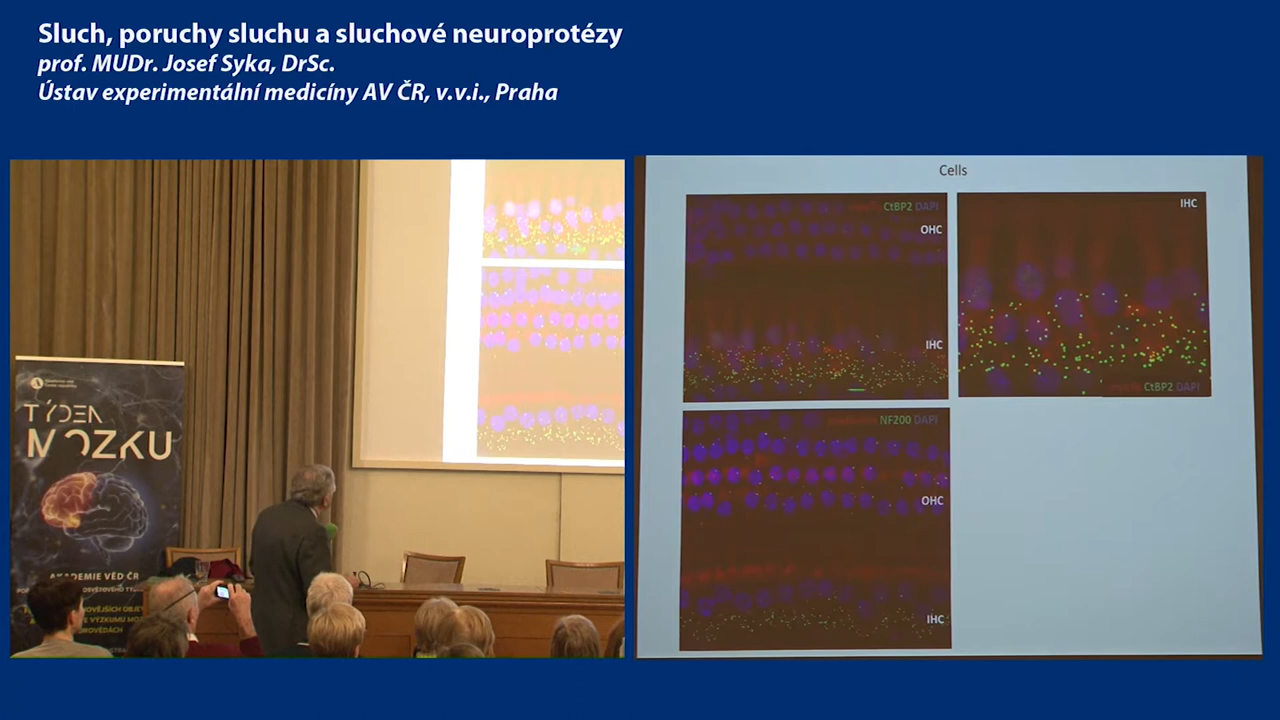 Sluch, poruchy sluchu a sluchové neuroprotézy
prof. MUDr. Josef Syka, DrSc.
Ústav experimentální medicíny AV ČR, v.v.i., Praha
TÝDEN
MOZKU
AKADEMIE VĚD ČR
Cells
CtBP2 DAPI
OHC
IHC
IHC
CtBP2 DAPI
NF200 DAPI
OHC
IHC